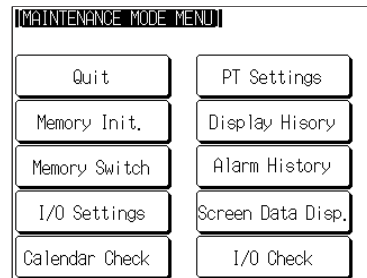 [MAINTENANCE MODE MENU]
Quit
PT Settings
Memory Init.
Display Hisory
Memory Switch
Alarm History
I/O Settings
Screen Data Disp.
Calendar Check
I/O Check